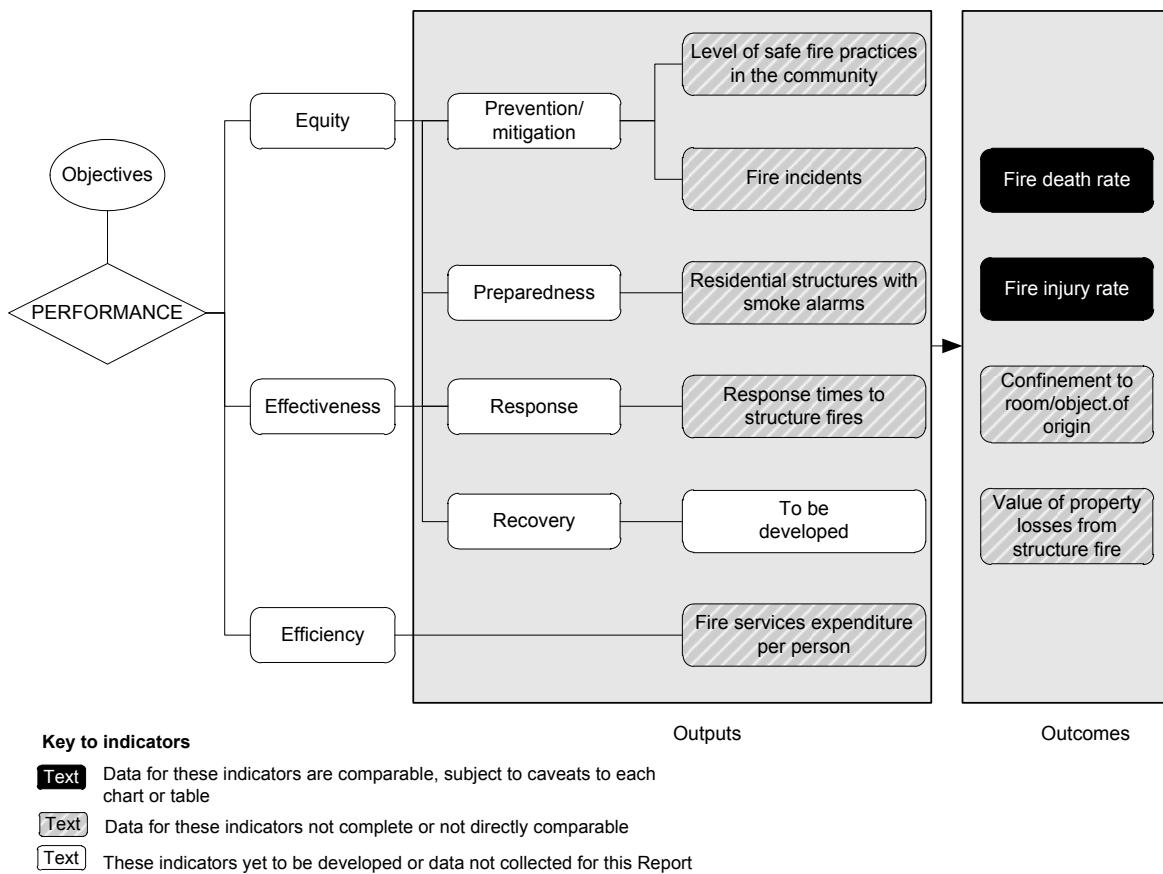 Objectives
PERFORMANCE
Equity
Effectiveness
Efficiency
Prevention/
mitigation
Preparedness
Response
Recovery
Level of safe fire practices
in the community
Fire incidents
Residential structures with
smoke alarms
Response times to
structure fires
To be
developed
Fire services expenditure
per person
Outputs
Fire death rate
Fire injury rate
Confinement to
room/object.of
origin
Value of property
losses from
structure fire
Outcomes
Key to indicators
Text Data for these indicators are comparable, subject to caveats to each
chart or table
Text Data for these indicators not complete or not directly comparable
Text These indicators yet to be developed or data not collected for this Report